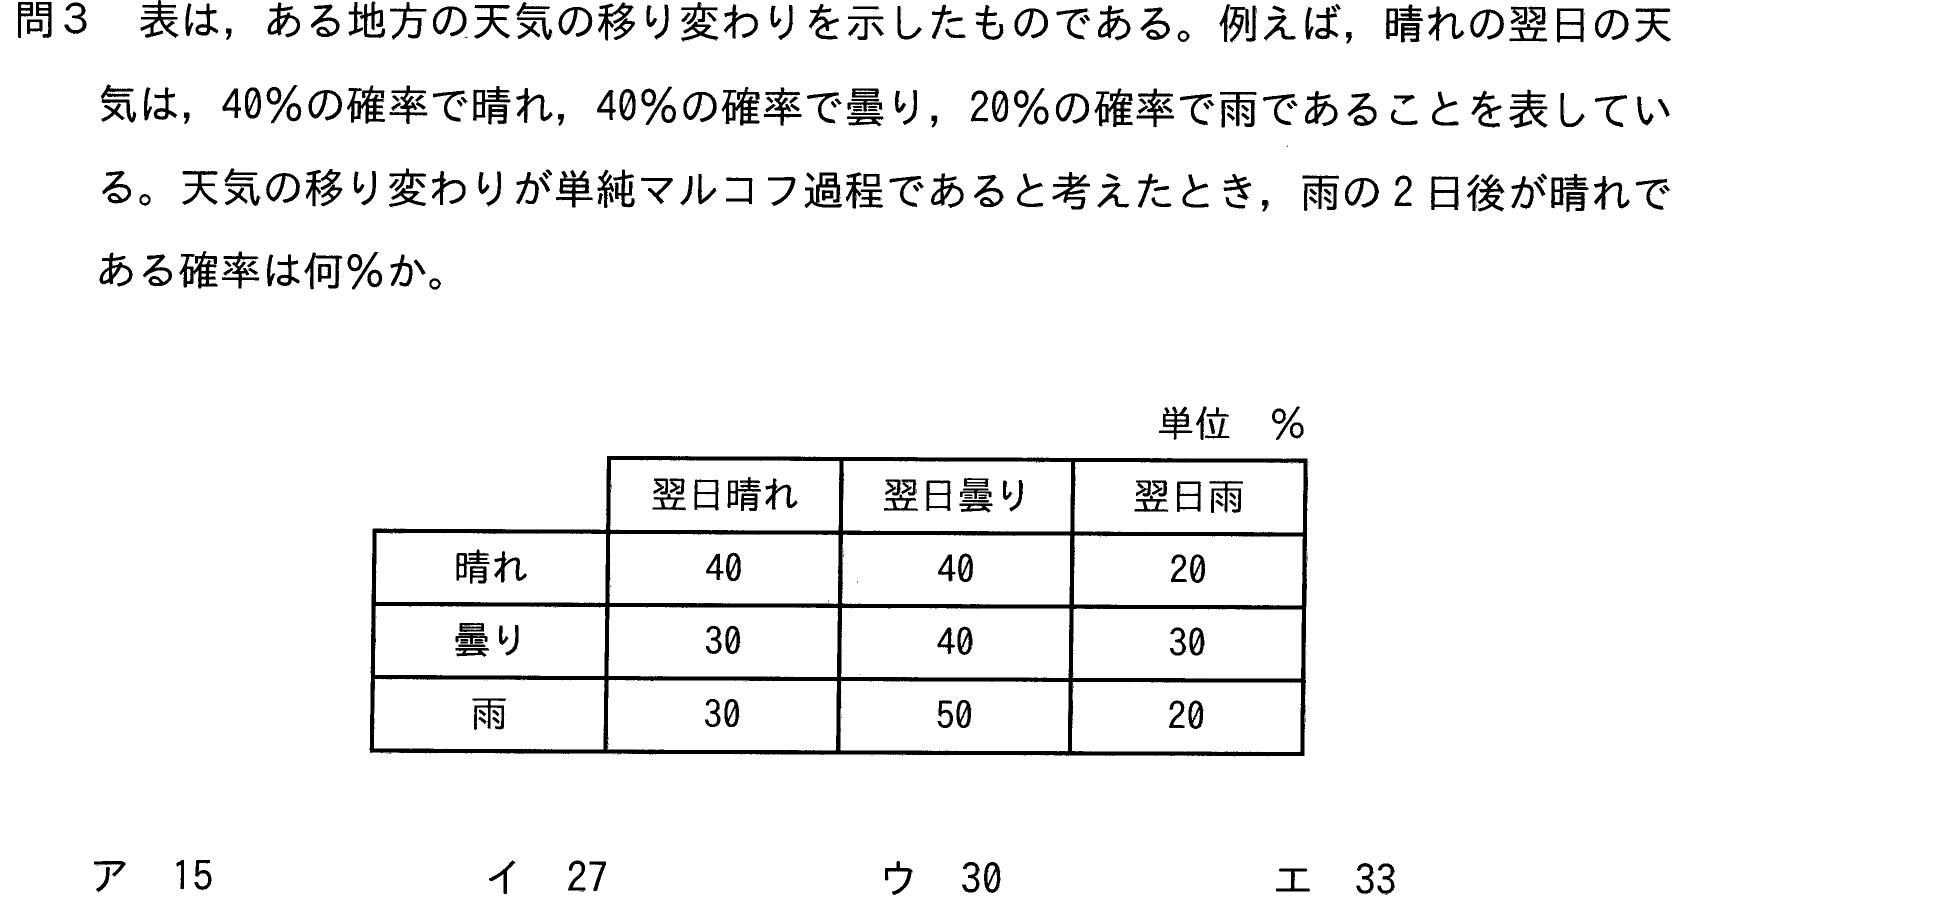 問3　表は，ある地方の天気の移り変わりを示したものである。例えば，晴れの翌日の天
気は，40％の確率で晴れ，40％の確率で曇り，20％の確率で雨であることを表してい
る。天気の移り変わりが単純マルコフ過程であると考えたとき，雨の2日後が晴れで
ある確率は何％か。
単位　％
翌日晴れ　翌日曇り　翌日雨
晴れ　40　40　20
曇り　30　40　30
雨　30　50　20
ア　15　イ　27　ウ　30　エ　33